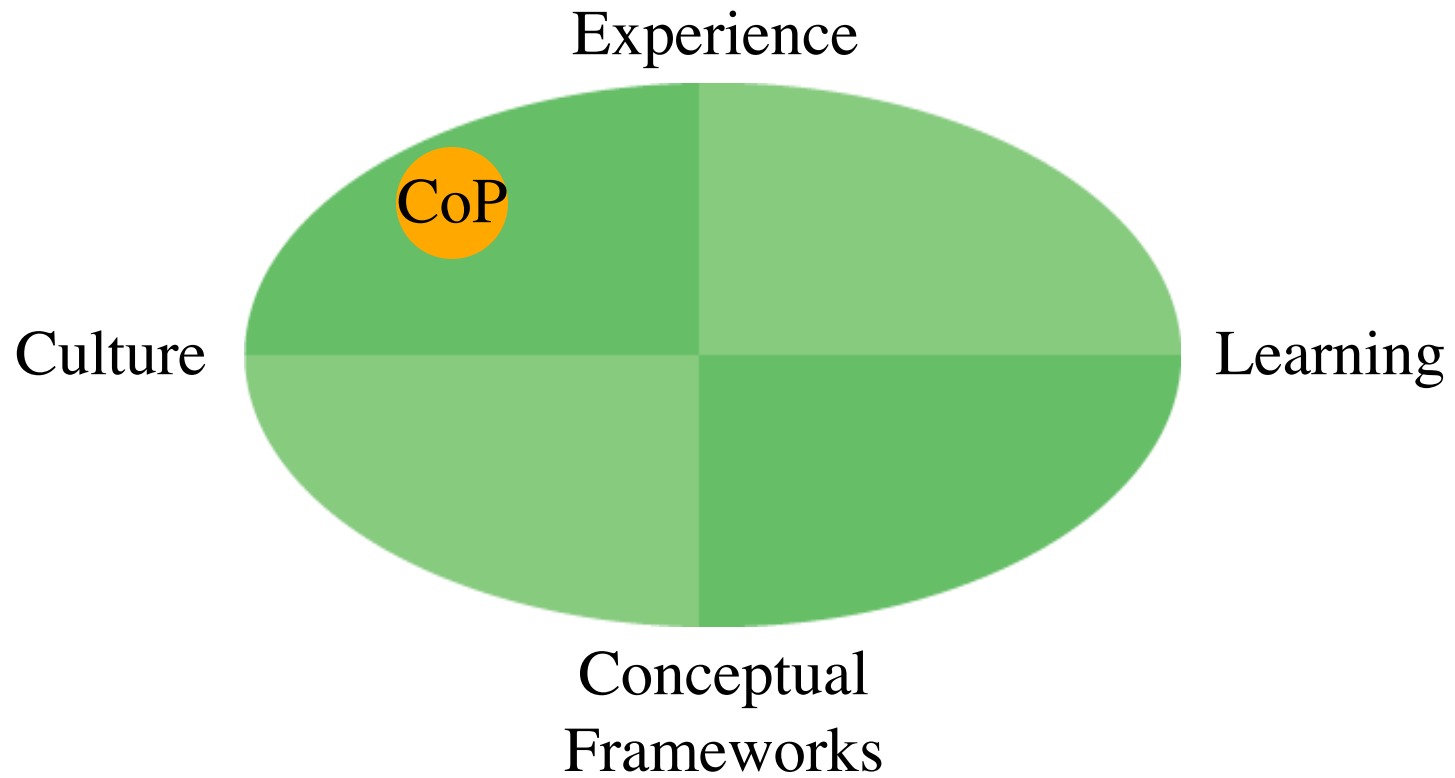 Experience
CoP
Culture
Learning
Conceptual
Frameworks